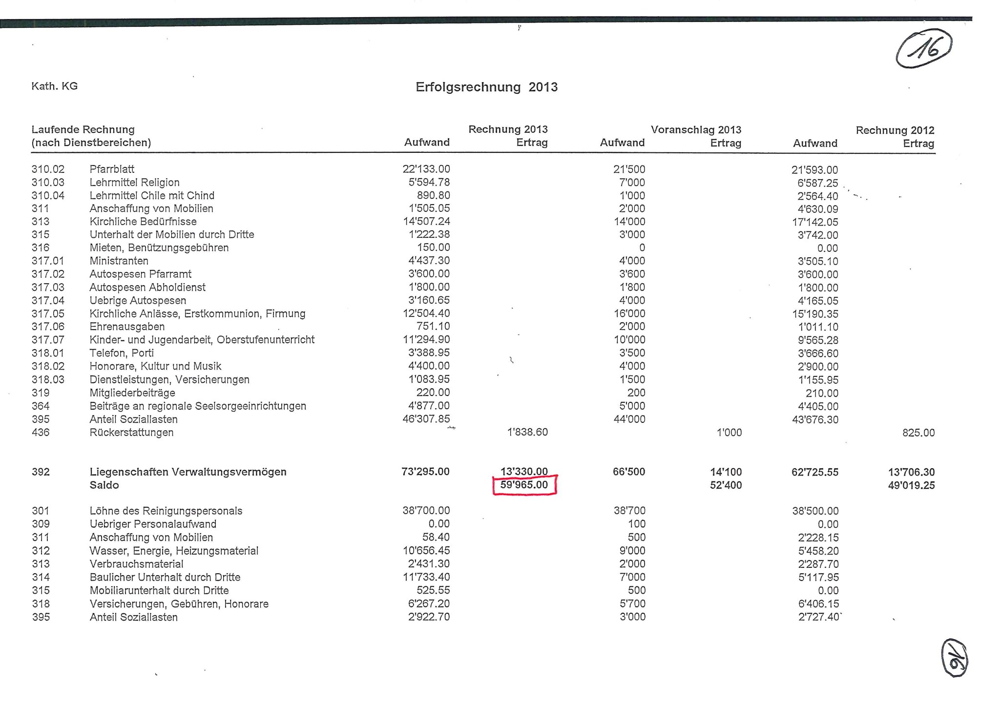 16
Kath. KG Erfolgsrechnung 2013
Laufende Rechnung Rechnung 2013 Voranschlag 2013 Rechnung 2012
(nach Dienstbereichen) Aufwand Ertrag Aufwand Ertrag Aufwand Ertrag
310.02 Pfarrblatt 22'133.00 21'500 21'593.00
310.03 Lehrmittel Religion 5'594.78 7'000 6'587.25
310.04 Lehrmittel Chile mit Chind 890.80 1'000 2'564.40
311 Anschaffung von Mobilien 1'505.05 2'000 4'630.09
313 Kirchliche Bedürfnisse 14'507.24 14'000 17'142.05
315 Unterhalt der Mobilien durch Dritte 1'222.38 3'000 3'742.00
316 Mieten, Benützungsgebühren 150.00 0 0.00
317.01 Ministranten 4'437.30 4'000 3'505.10
317.02 Autospesen Pfarramt 3'600.00 3'600 3'600.00
317.03 Autospesen Abholdienst 1'800.00 1'800 1'800.00
317.04 Uebrige Autospesen 3'160.65 4'000 4'165.05
317.05 Kirchliche Anlässe, Erstkommunion, Firmung 12'504.40 16'000 15'190.35
317.06 Ehrenausgaben 751.10 2'000 1'011.10
317.07 Kinder- und Jugendarbeit, Oberstufenunterricht 11'294.90 10'000 9'565.28
318.01 Telefon, Porti 3'388.95 3'500 3'666.60
318.02 Honorare, Kultur und Musik 4'400.00 4'000 2'900.00
318.03 Dienstleistungen, Versicherungen 1'083.95 1'500 1'155.95
319 Mitgliederbeiträge 220.00 200 210.00
364 Beiträge an regionale Seelsorgeeinrichtungen 4'877.00 5'000 4'405.00
395 Anteil Soziallasten 46'307.85 44'000 43'676.30
436 Rückerstattungen 1'838.60 1'000 825.00
392 Liegenschaften Verwaltungsvermögen 73'295.00 13'330.00 66'500 14'100 62'725.55 13'706.30
Saldo 59'965.00 52'400 49'019.25
301 Löhne des Reinigungspersonals 38'700.00 38'700 38'500.00
309 Uebriger Personalaufwand 0.00 100 0.00
311 Anschaffung von Mobilien 58.40 500 2'228.15
312 Wasser, Energie, Heizungsmaterial 10'656.45 9'000 5'458.20
313 Verbrauchsmaterial 2'431.30 2'000 2'287.70
314 Baulicher Unterhalt durch Dritte 11'733.40 7'000 5'117.95
315 Mobiliarunterhalt durch Dritte 525.55 500 0.00
318 Versicherungen, Gebühren, Honorare 6'267.20 5'700 6'406.15
395 Anteil Soziallasten 2'922.70 3'000 2'727.40
16